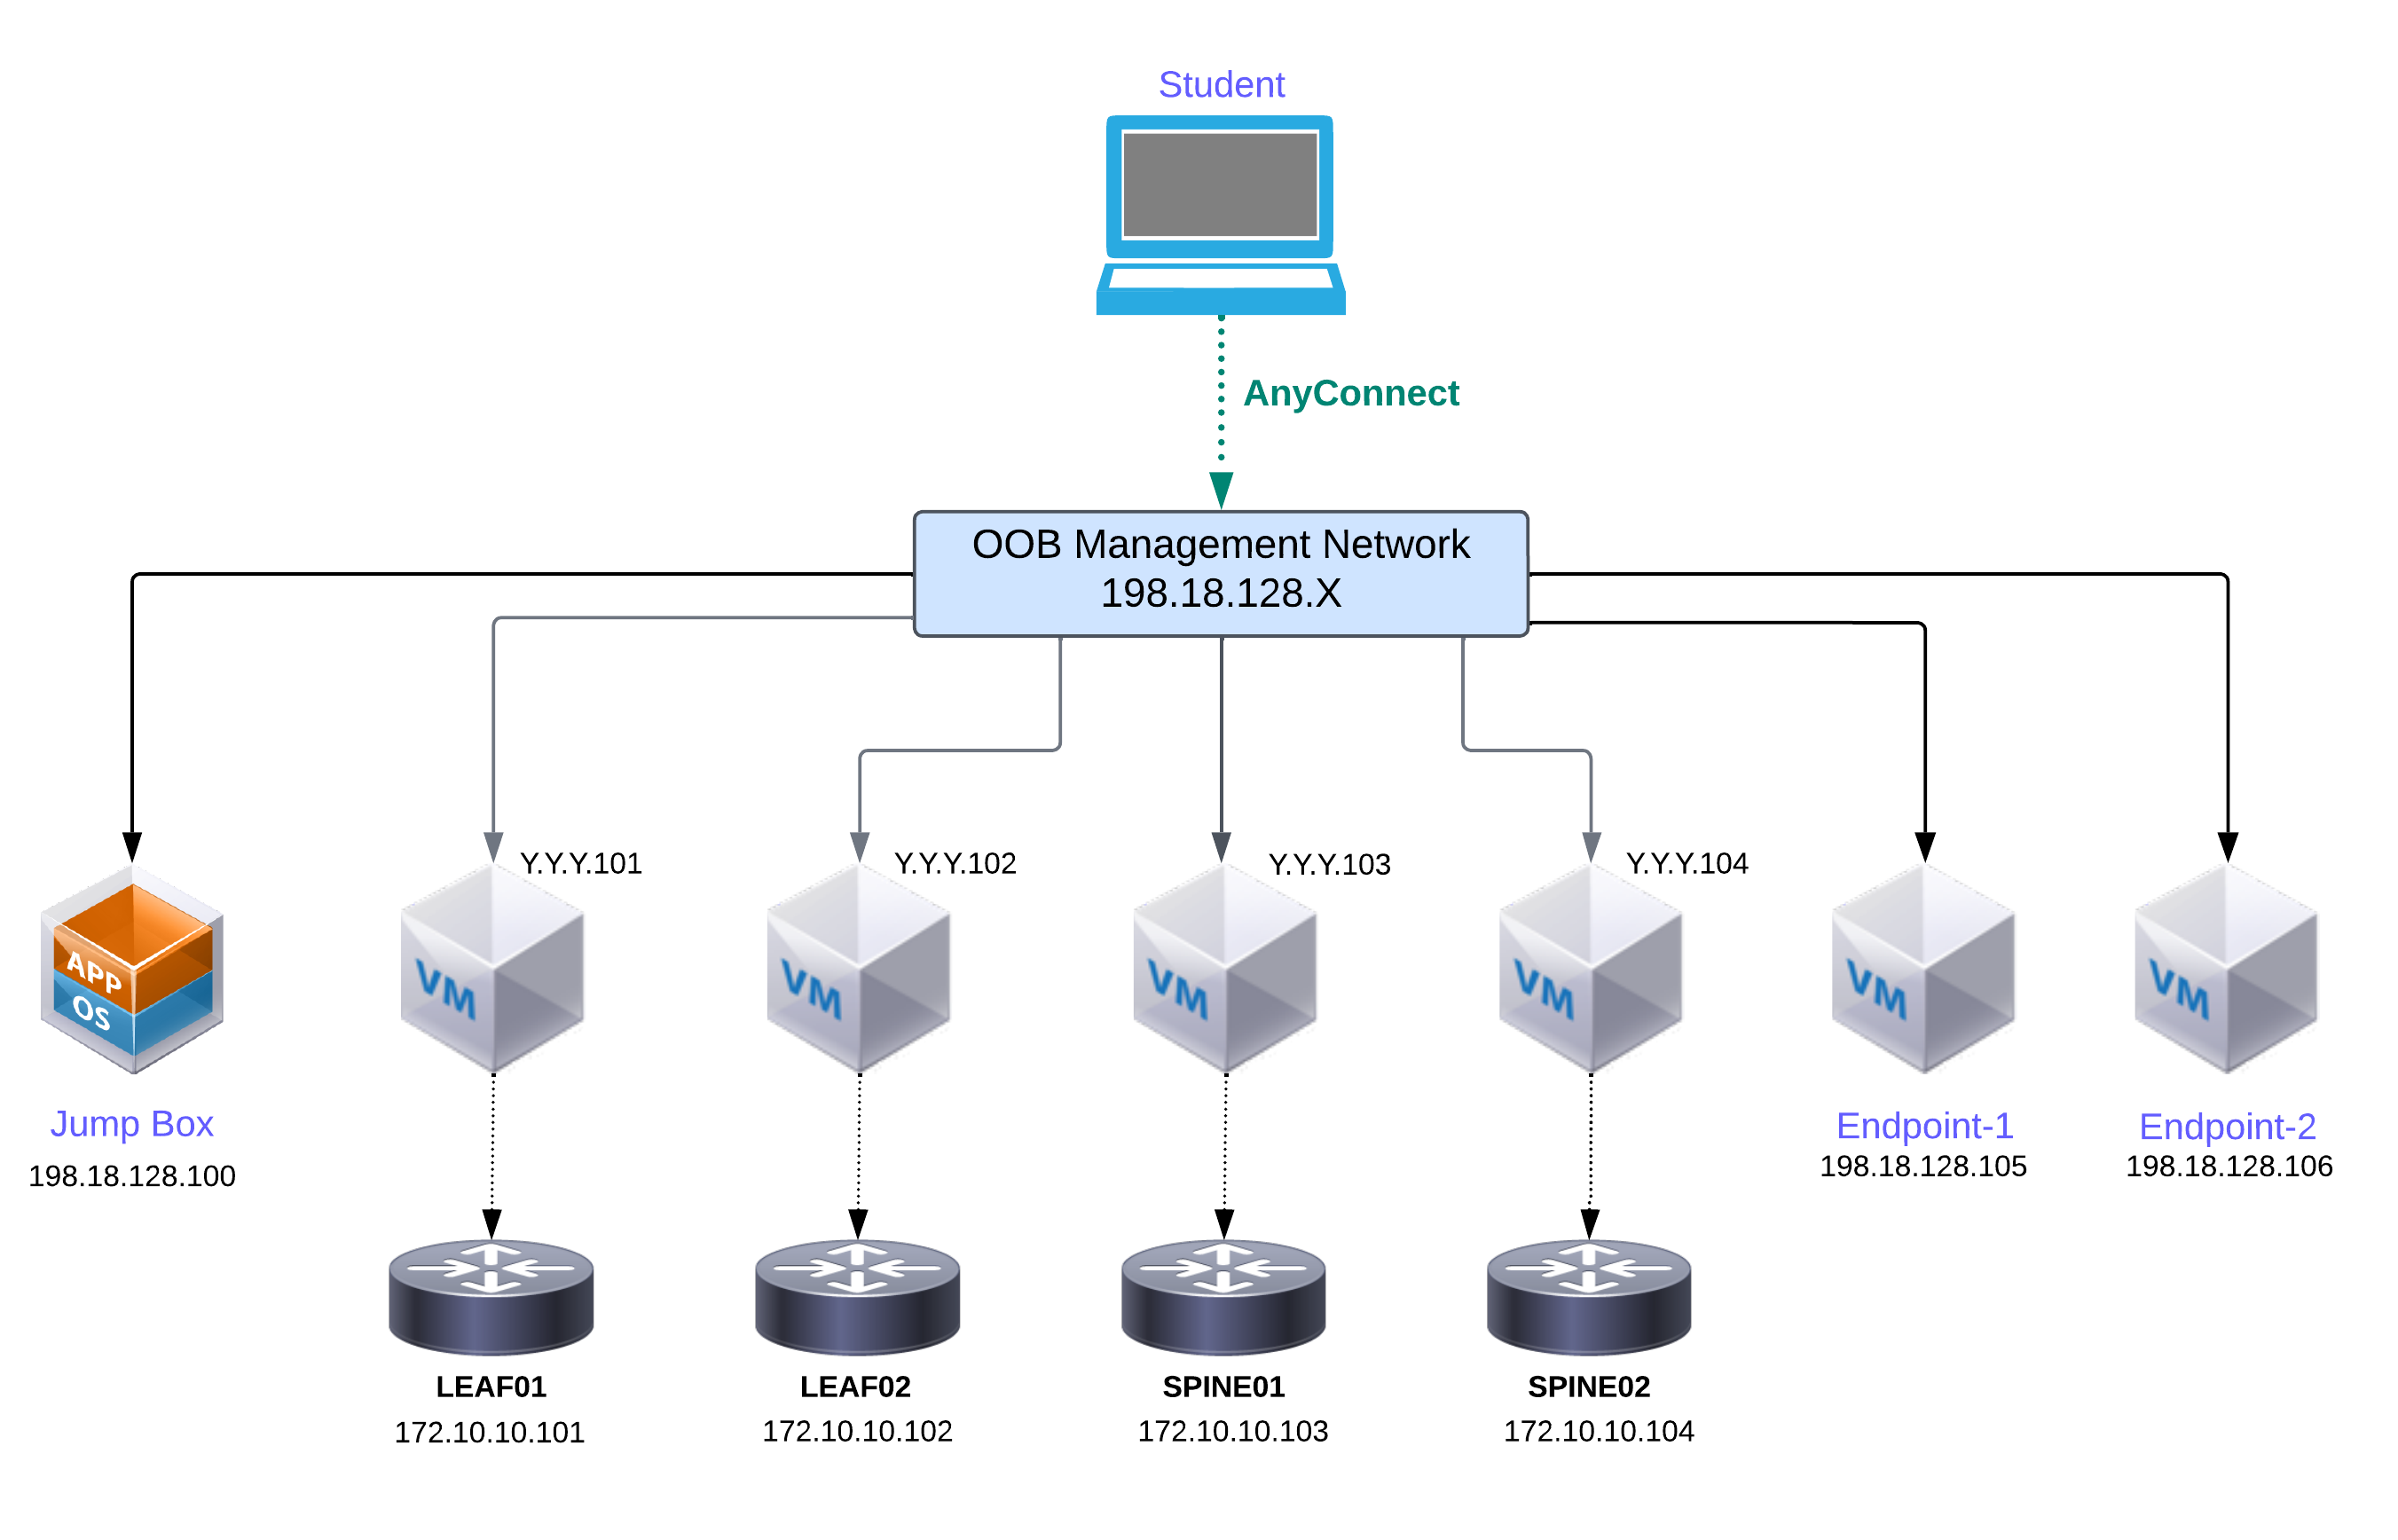 Student
AnyConnect
OOB Management Network
198.18.128.X
Y.Y.Y.101
Y.Y.Y.102
Y.Y.Y.103
Y.Y.Y.104
APP
OS
VM
VM
VM
VM
VM
VM
Jump Box
198.18.128.100
Endpoint-1
198.18.128.105
Endpoint-2
198.18.128.106
LEAF01
172.10.10.101
LEAF02
172.10.10.102
SPINE01
172.10.10.103
SPINE02
172.10.10.104